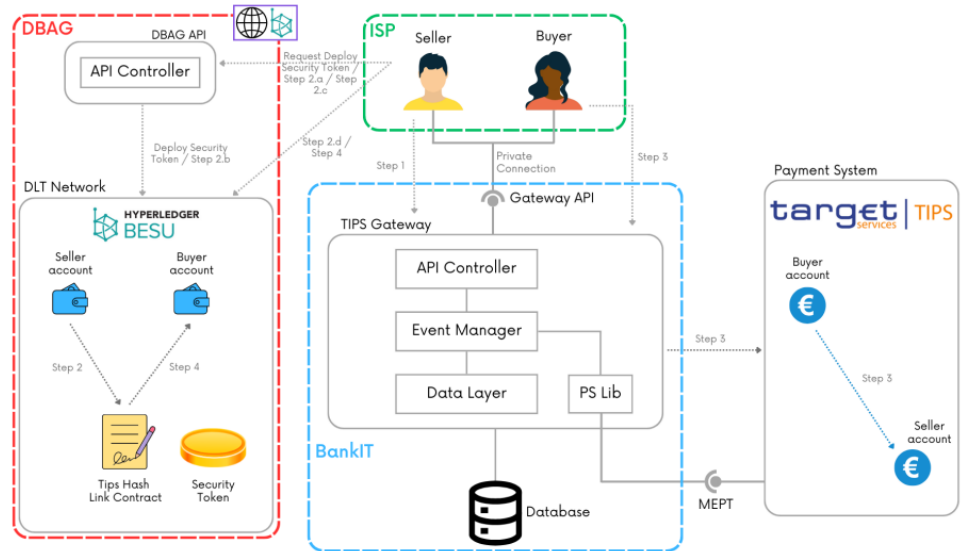 DBAG
DBAG API
API Controller
Request Deploy
Security Token /
Step 2.a / Step
2.c
ISP
Seller
Buyer
Deploy Security
Token / Step 2.b
Step 2.d /
Step 4
Step 1
Private
Connection
Step 3
DLT Network
HYPERLEDGER
BESU
Seller
account
Buyer
account
Step 2
Step 4
Tips Hash
Link Contract
Security
Token
Gateway API
TIPS Gateway
API Controller
Event Manager
Data Layer
PS Lib
BankIT
Database
Step 3
MEPT
Payment System
target
services
TIPS
Buyer
account
€
Step 3
Seller
account
€